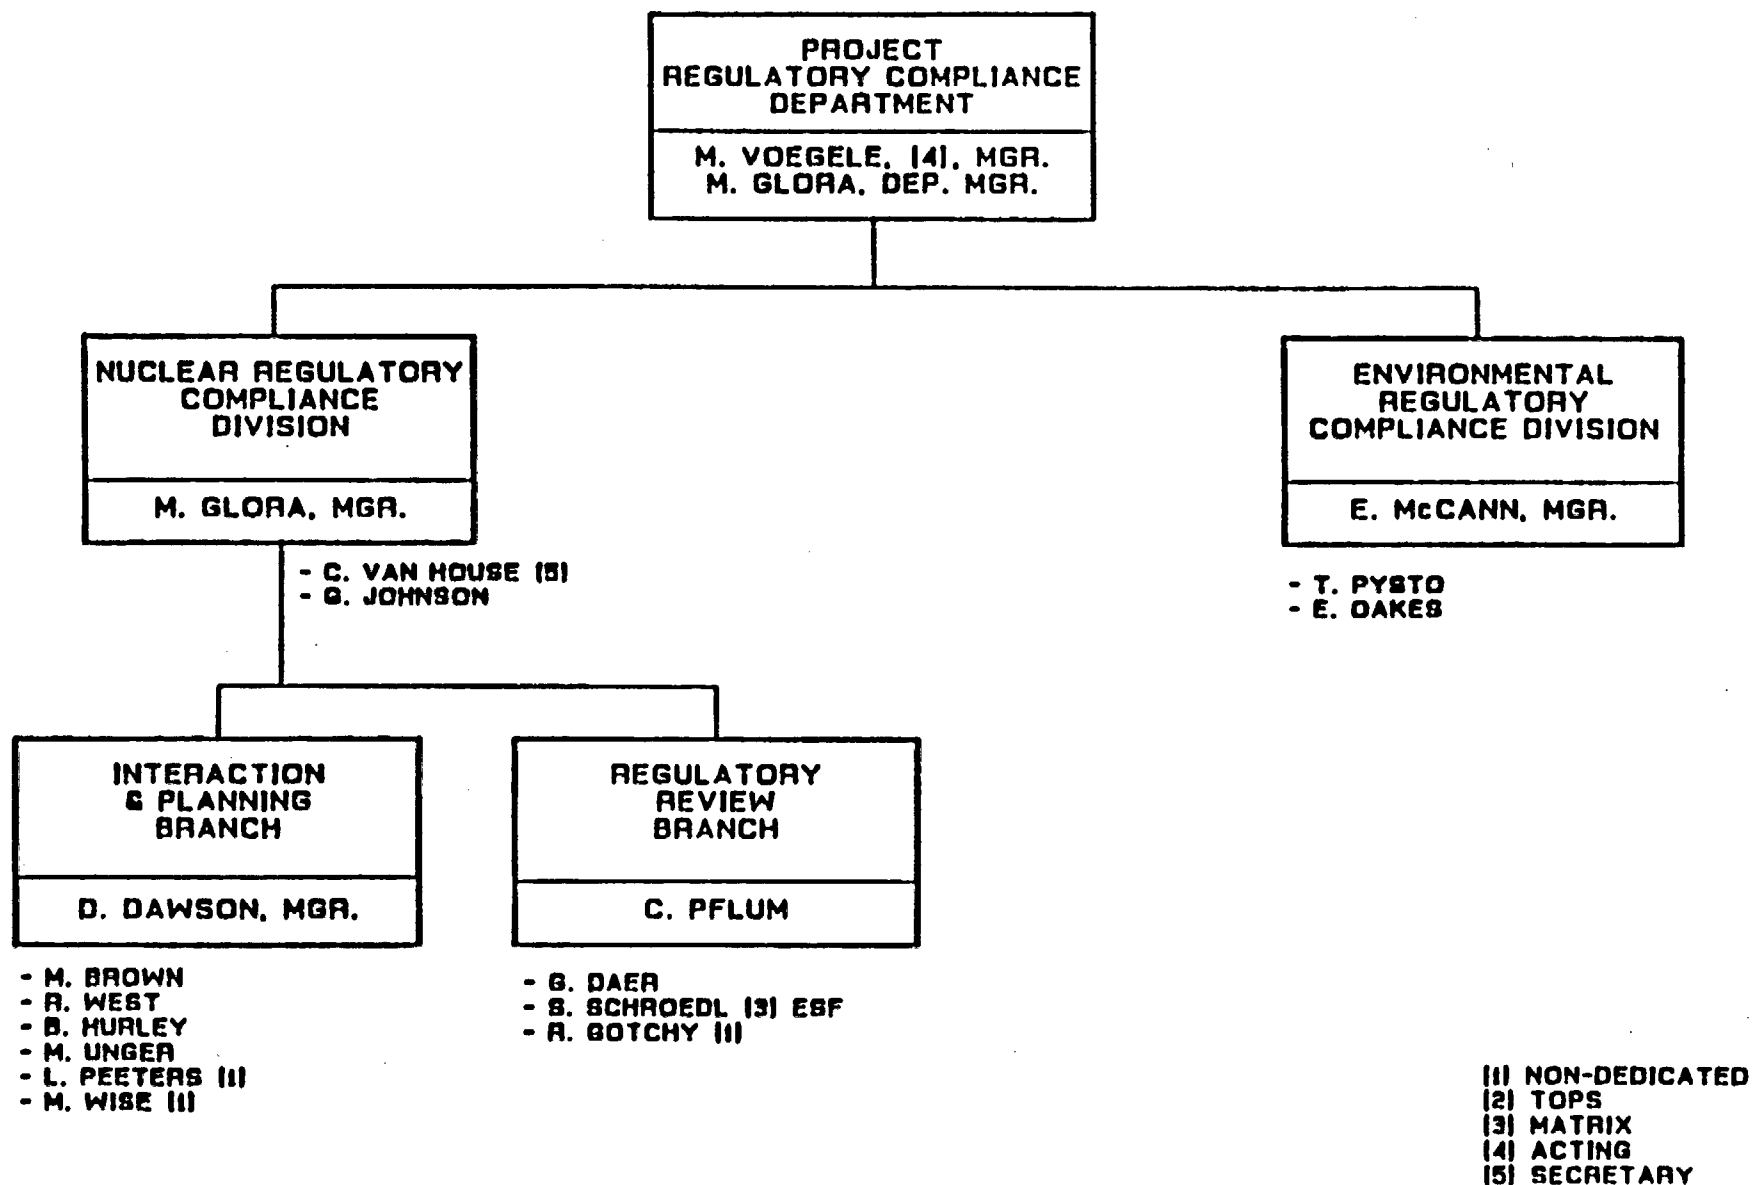 PROJECT
REGULATORY COMPLIANCE
DEPARTMENT
M. VOEGELE, [4], MGR.
M. GLORA, DEP. MGR.
NUCLEAR REGULATORY
COMPLIANCE
DIVISION
M. GLORA, MGR.
- C. VAN HOUSE [5]
- G. JOHNSON
ENVIRONMENTAL
REGULATORY
COMPLIANCE DIVISION
E. McCANN, MGR.
- T. PYSTO
- E. OAKES
INTERACTION
& PLANNING
BRANCH
D. DAWSON, MGR.
- M. BROWN
- R. WEST
- B. HURLEY
- M. UNGER
- L. PEETERS [1]
- M. WISE [1]
REGULATORY
REVIEW
BRANCH
C. PFLUM
- G. DAER
- S. SCHROEDL [3] ESF
- R. GOTCHY [1]
[1] NON-DEDICATED
[2] TOPS
[3] MATRIX
[4] ACTING
[5] SECRETARY